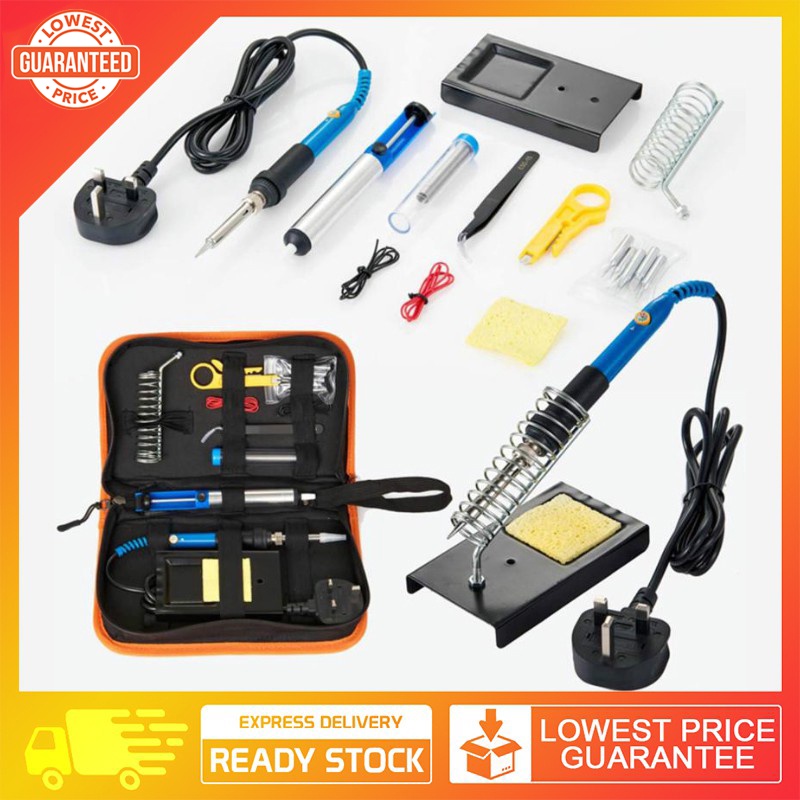 LOWEST
GUARANTEED
PRICE
EXPRESS DELIVERY
READY STOCK
LOWEST PRICE
GUARANTEE